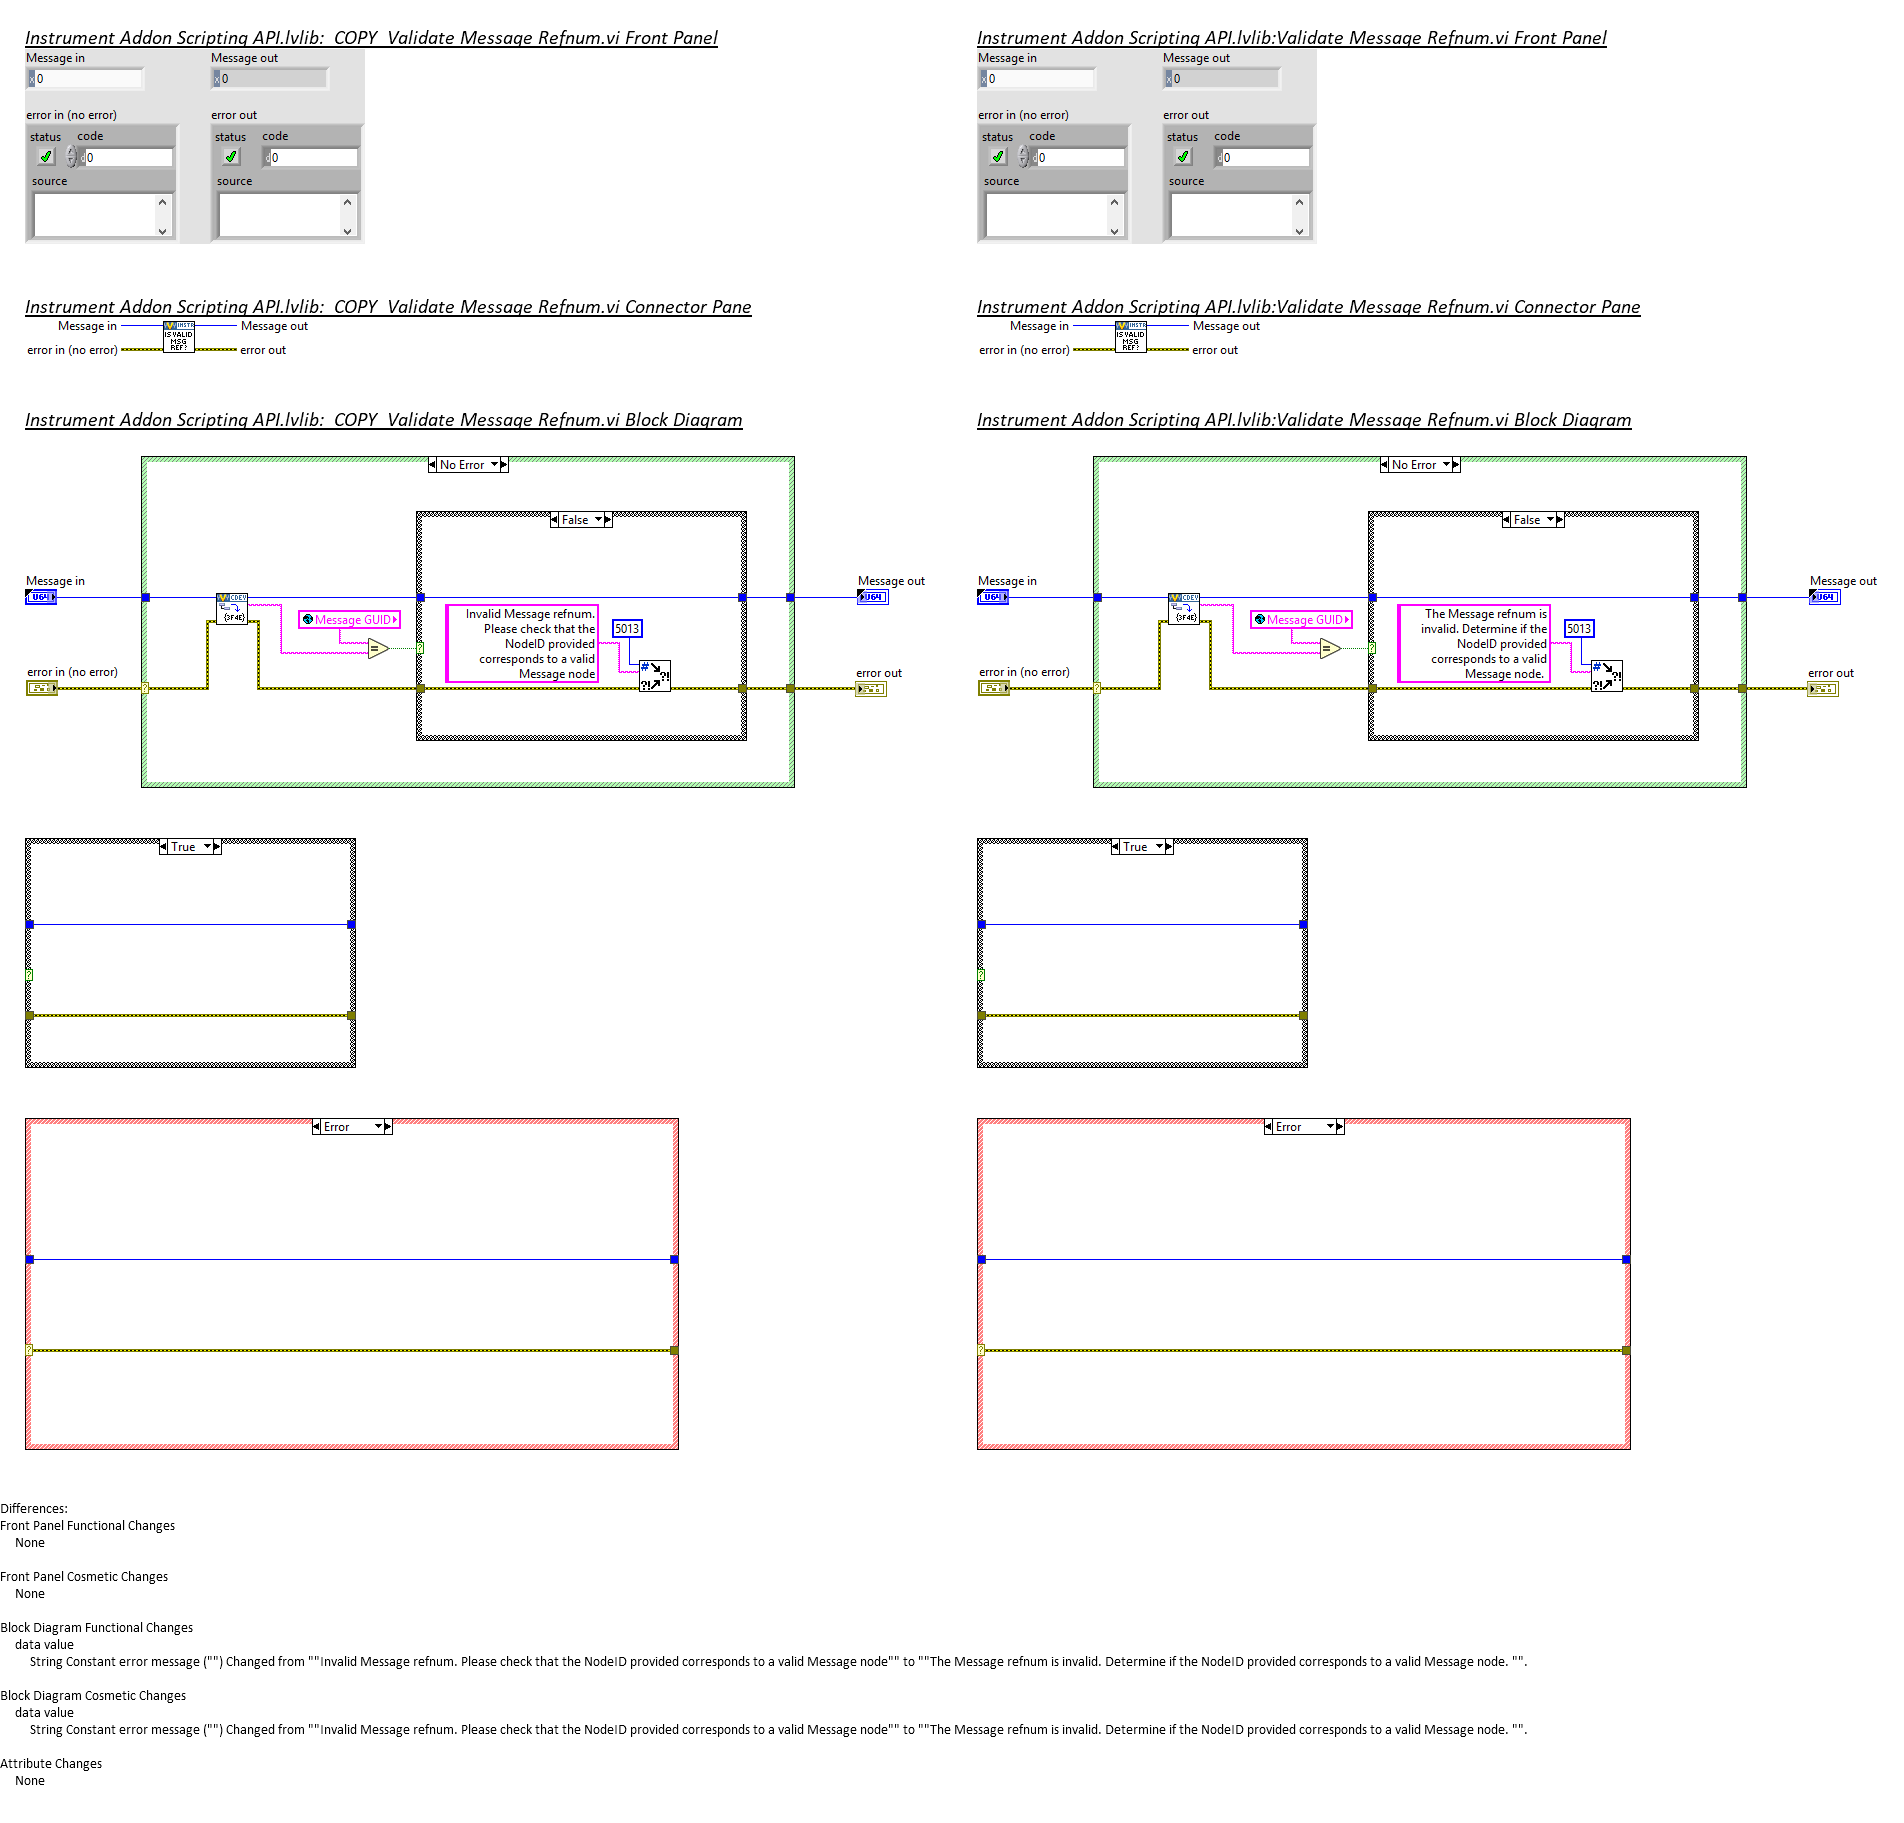 Instrument Addon Scripting API.lvlib:  COPY  Validate Message Refnum.vi Front Panel
Message in
Message out
0
0
error in (no error)
error out
status
code
status
code
0
0
source
source
Instrument Addon Scripting API.lvlib:Validate Message Refnum.vi Front Panel
Message in
Message out
0
0
error in (no error)
error out
status
code
status
code
0
0
source
source
Instrument Addon Scripting API.lvlib:  COPY  Validate Message Refnum.vi Connector Pane
Message in
INSTR
Message out
IS VALID
MSG
REF?
error in (no error)
error out
Instrument Addon Scripting API.lvlib:Validate Message Refnum.vi Connector Pane
Message in
INSTR
Message out
IS VALID
MSG
REF?
error in (no error)
error out
Instrument Addon Scripting API.lvlib:  COPY  Validate Message Refnum.vi Block Diagram
No Error
False
Message in
U64
CDEV
{3F4E}
Message GUID
=
?
Invalid Message refnum.
Please check that the
NodeID provided
corresponds to a valid
Message node
5013
#
?!
?!
Message out
U64
error in (no error)
?
error out
Instrument Addon Scripting API.lvlib:Validate Message Refnum.vi Block Diagram
No Error
False
Message in
U64
CDEV
{3F4E}
Message GUID
=
?
The Message refnum is
invalid. Determine if the
NodeID provided
corresponds to a valid
Message node.
5013
#
?!
?!
Message out
U64
error in (no error)
?
error out
True
?
True
?
Error
?
Error
?
Differences:
Front Panel Functional Changes
None
Front Panel Cosmetic Changes
None
Block Diagram Functional Changes
data value
String Constant error message ("") Changed from ""Invalid Message refnum. Please check that the NodeID provided corresponds to a valid Message node"" to ""The Message refnum is invalid. Determine if the NodeID provided corresponds to a valid Message node. "".
Block Diagram Cosmetic Changes
data value
String Constant error message ("") Changed from ""Invalid Message refnum. Please check that the NodeID provided corresponds to a valid Message node"" to ""The Message refnum is invalid. Determine if the NodeID provided corresponds to a valid Message node. "".
Attribute Changes
None